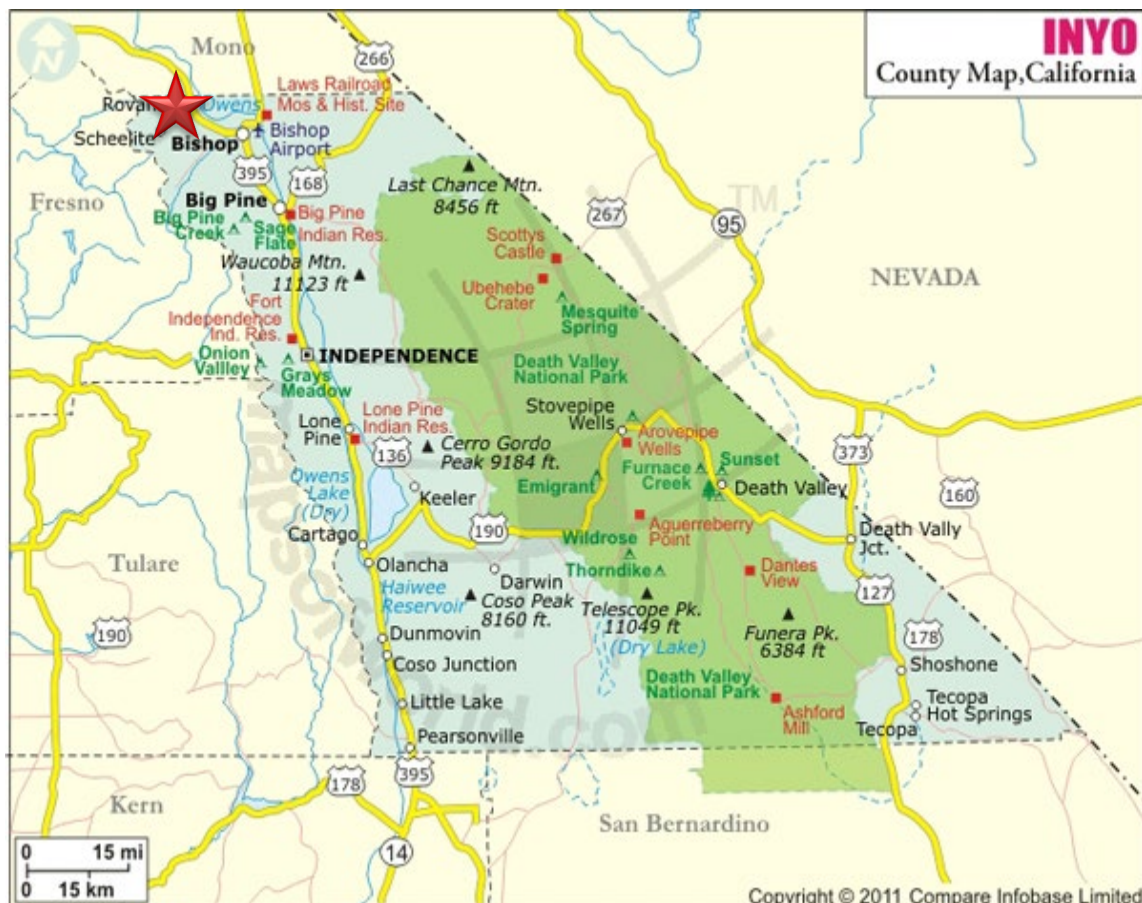 INYO
County Map,California
N
Mono
266
Laws Railroad
Mos & Hist. Site
Owens
Scheelite
Bishop
Bishop
Airport
395
168
Fresno
Big Pine
Big Pine
Creek
Sage
Flate
Big Pine
Indian Res.
Waucoba Mtn.
11123 ft
Last Chance Mtn.
8456 ft
TM
267
95
NEVADA
Scottys
Castle
Ubehebe
Crater
Mesquite
Spring
Fort
Independence
Ind. Res.
INDEPENDENCE
Onion
Vallley
Grays
Meadow
Death Valley
National Park
Stovepipe
Wells
Arovepipe
Wells
Lone
Pine
Lone Pine
Indian Res.
136
Cerro Gordo
Peak 9184 ft.
Keeler
Owens
Lake
(Dry)
Emigrant
Furnace
Creek
Sunset
Death Valley
373
160
Cartago
190
Aguerreberry
Point
Wildrose
Thorndike
Death Vally
Jct.
Tulare
Olancha
Darwin
Haiwee
Reservoir
Coso Peak
8160 ft.
Telescope Pk.
11049 ft
(Dry Lake)
Dantes
View
Funera Pk.
6384 ft
127
190
178
Dunmovin
Coso Junction
Little Lake
Pearsonville
Death Valley
National Park
Ashford
Mill
Shoshone
Tecopa
Hot Springs
Tecopa
mapsofworld.com
178
395
Kern
14
San Bernardino
0 15 mi
0 15 km
Copyright © 2011 Compare Infobase Limited